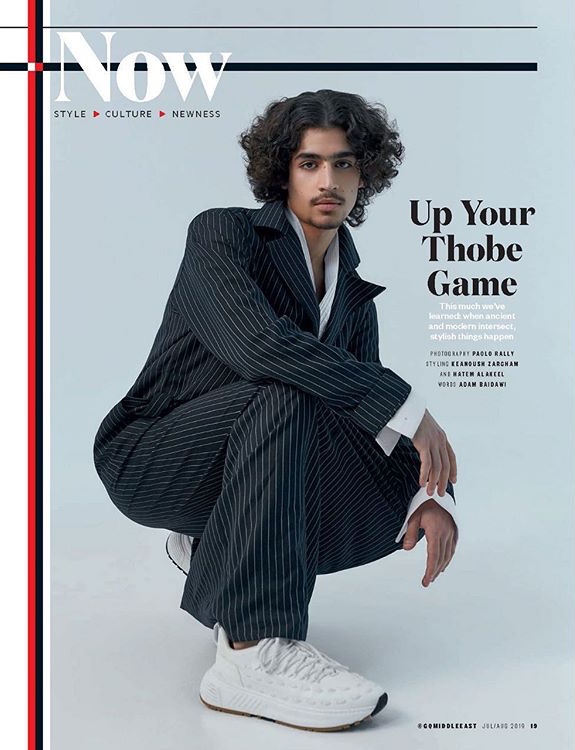 Now
STYLE ▶ CULTURE ▶ NEWNESS
Up Your
Thobe
Game
This much we've
learned: when ancient
and modern intersect,
stylish things happen
PHOTOGRAPHY PAOLO RALLY
STYLING KEANOUSH ZARGHAM
AND HATEM ALAKEEL
WORDS ADAM BAIDAWI
@GQMIDDLEEAST JUL/AUG 2019 19